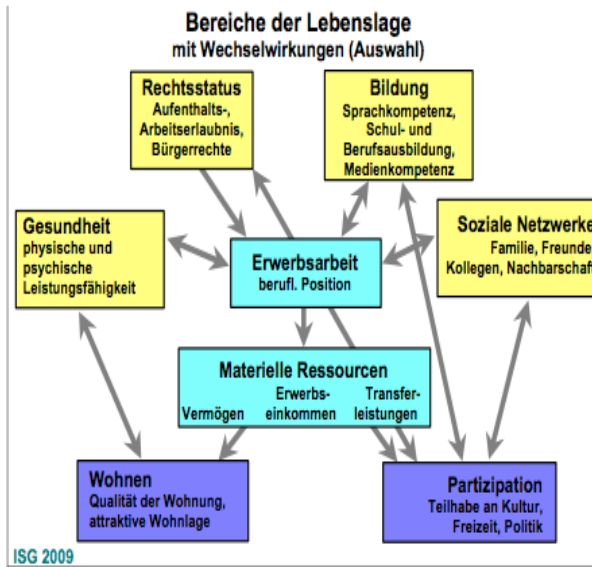 Bereiche der Lebenslage
mit Wechselwirkungen (Auswahl)
Rechtsstatus
Aufenthalts-,
Arbeitserlaubnis,
Bürgerrechte
Bildung
Sprachkompetenz,
Schul- und
Berufsausbildung,
Medienkompetenz
Gesundheit
physische und
psychische
Leistungsfähigkeit
Erwerbsarbeit
berufl. Position
Soziale Netzwerke
Familie, Freunde
Kollegen, Nachbarschaf
Materielle Ressourcen
Erwerbs- Transfer-
Vermögen einkommen leistungen
Wohnen
Qualität der Wohnung,
attraktive Wohnlage
Partizipation
Teilhabe an Kultur,
Freizeit, Politik
ISG 2009